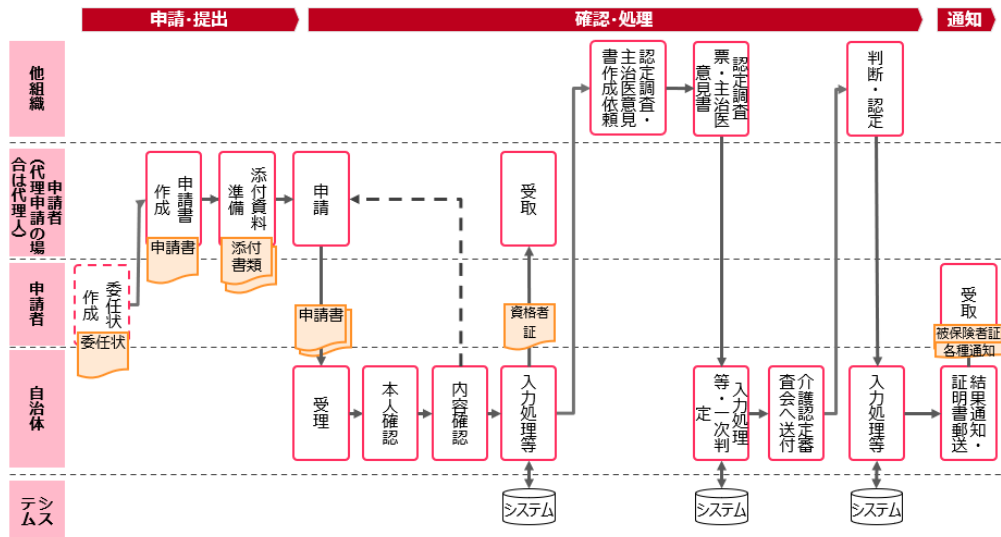 申請・提出
確認・処理
通知
他組織
認定調査・
主治医意見
書作成依頼
認定調査
票・主治医
意見書
判断・認定
申請者
(代理申請の場
合は代理人)
申請書
作成
申請書
添付資料
準備
添付
書類
申請
受取
申請者
委任状
作成
委任状
申請書
資格者
証
受取
被保険者証
各種通知
自治体
受理
本人確認
内容確認
入力処理等
入力処理
等・一次判
定
介護認定審
査会へ送付
入力処理等
結果通知・
証明書郵送
シス
テム
システム
システム
システム